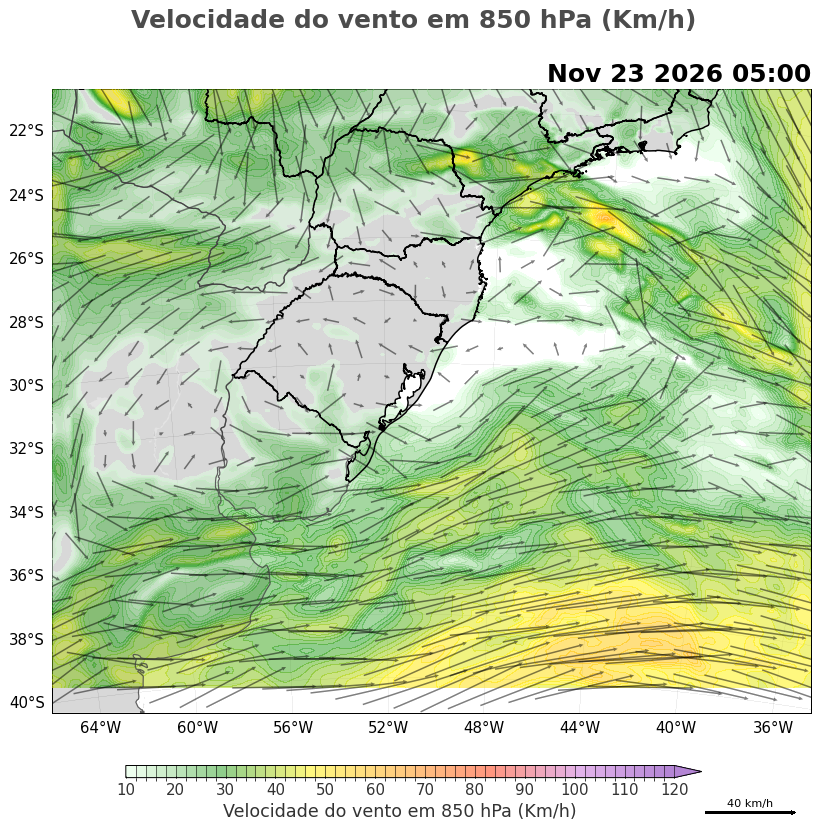 Velocidade do vento em 850 hPa (Km/h)
Nov 23 2026 05:00
22°S
24°S
26°S
28°S
30°S
32°S
34°S
36°S
38°S
40°S
64°W 60°W 56°W 52°W 48°W 44°W 40°W 36°W
10 20 30 40 50 60 70 80 90 100 110 120
Velocidade do vento em 850 hPa (Km/h)
40 km/h